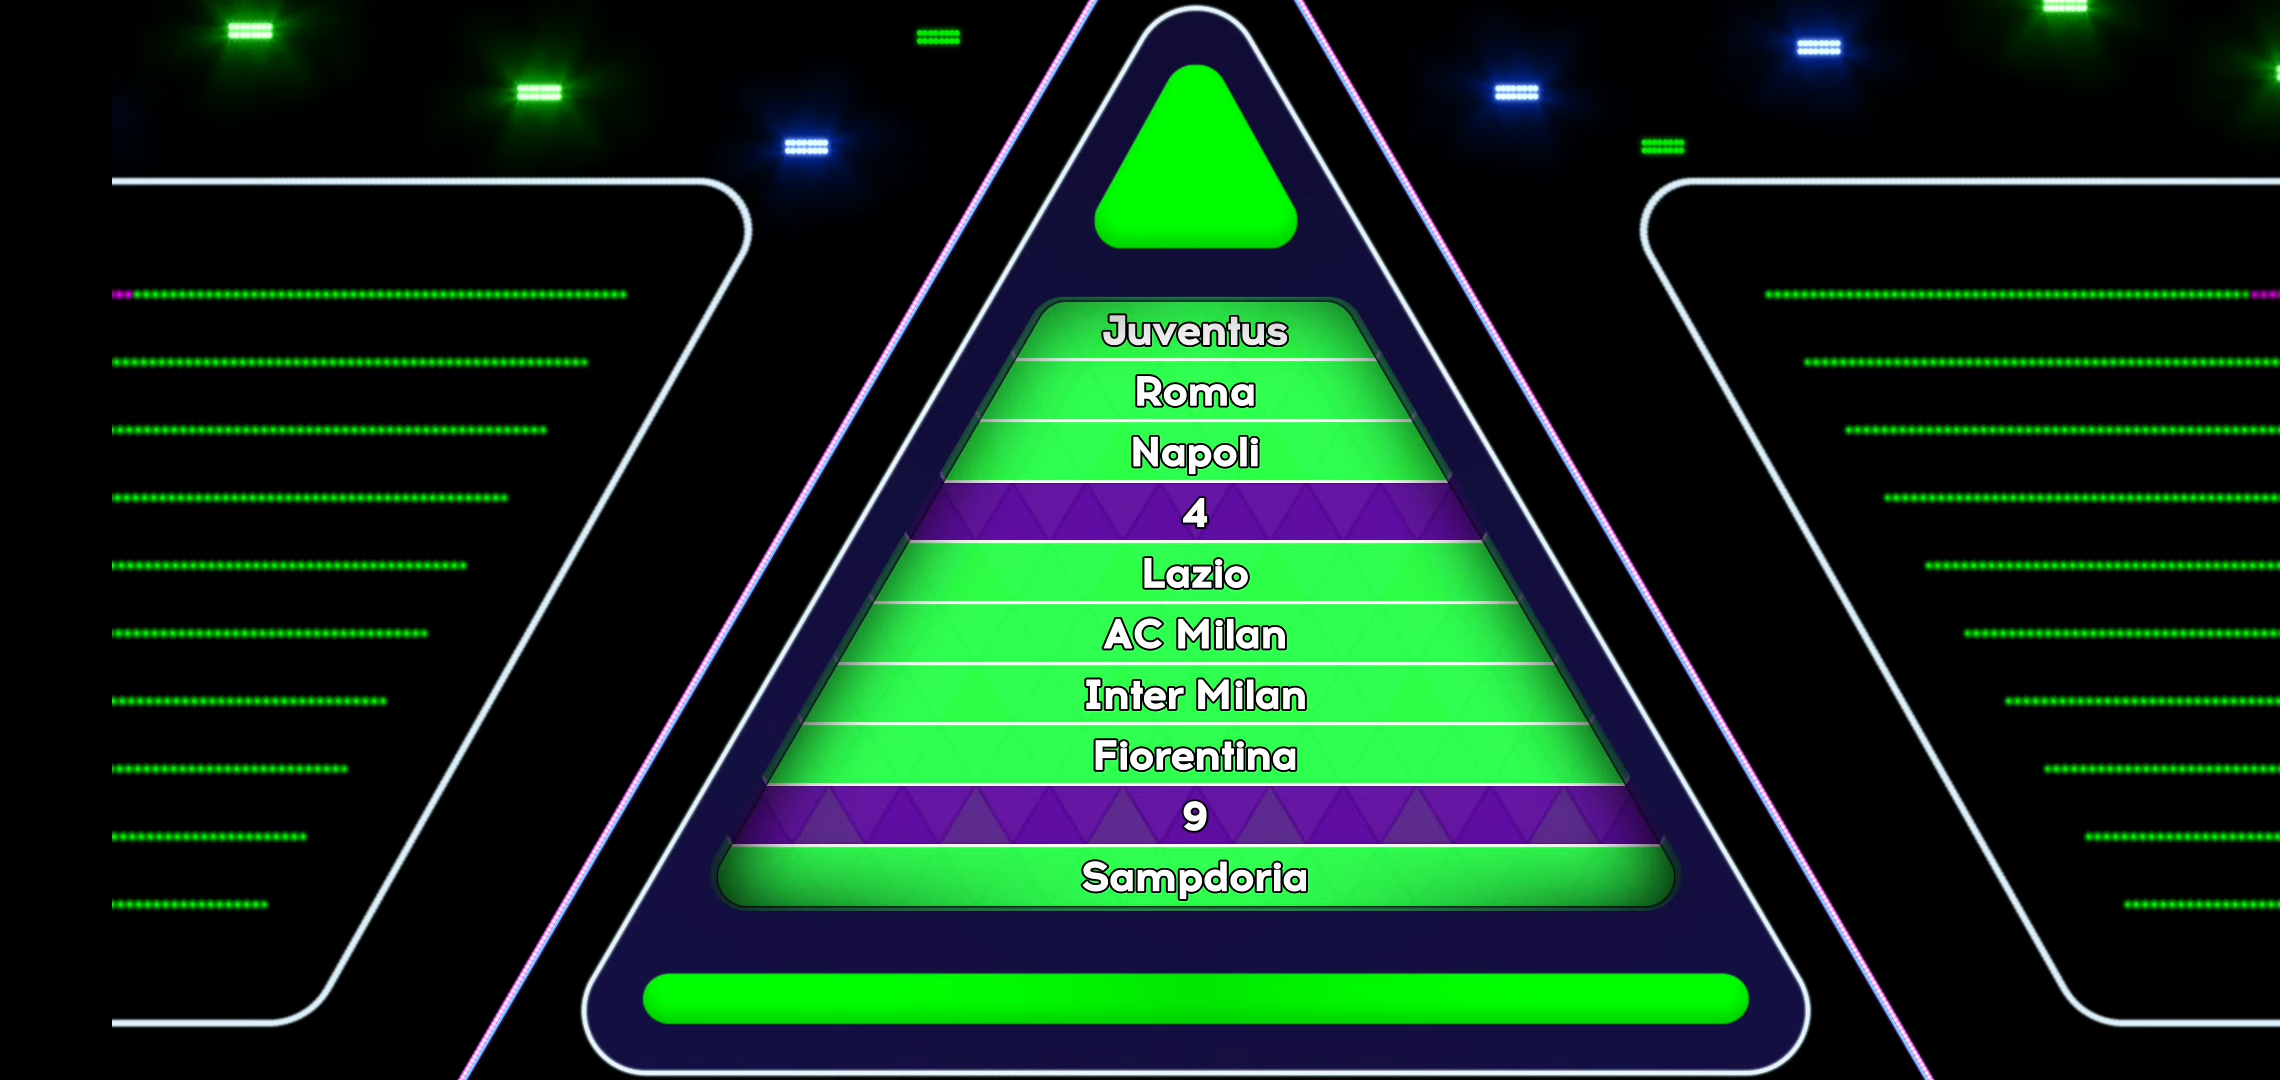 Juventus
Roma
Napoli
4
Lazio
AC Milan
Inter Milan
Fiorentina
9
Sampdoria